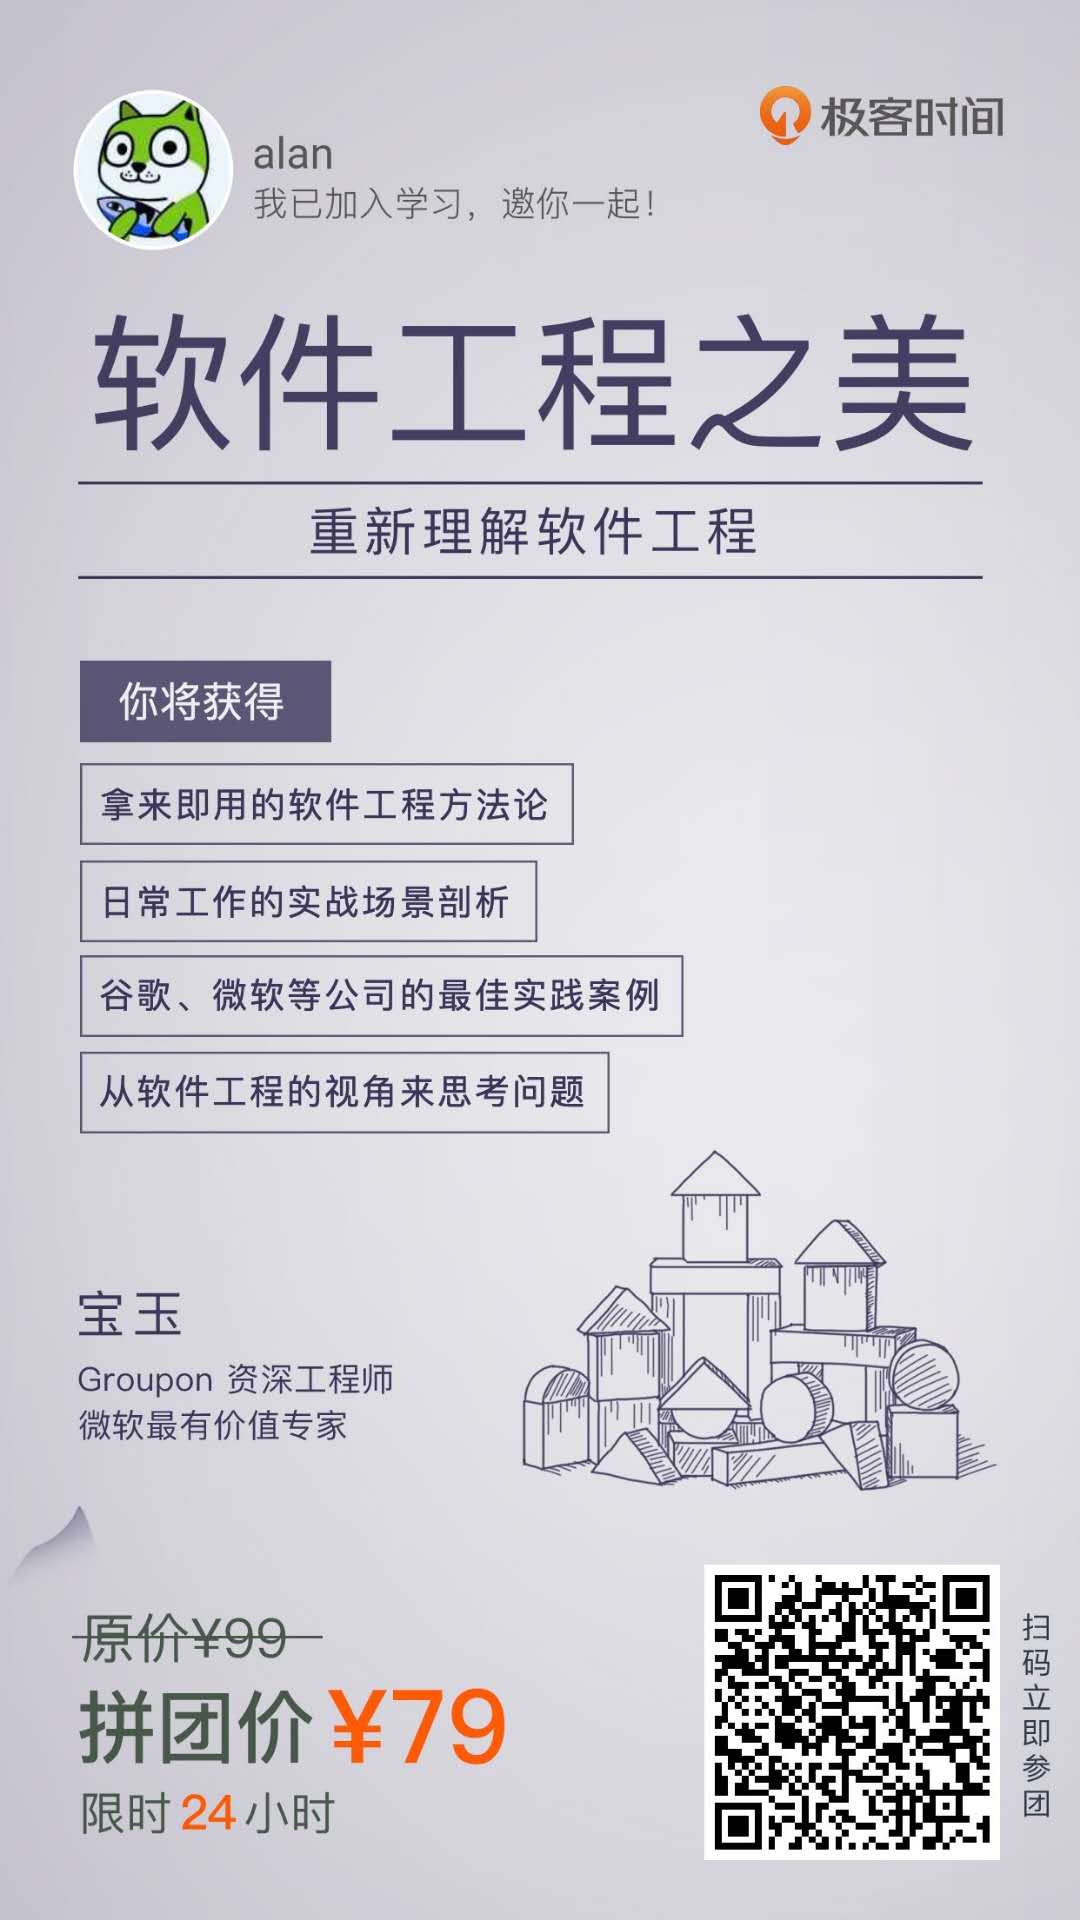 极客时间
alan
我已加入学习，邀你一起！
软件工程之美
重新理解软件工程
你将获得
拿来即用的软件工程方法论
日常工作的实战场景剖析
谷歌、微软等公司的最佳实践案例
从软件工程的视角来思考问题
宝玉
Groupon 资深工程师
微软最有价值专家
原价¥99
拼团价¥79
限时24小时
扫码立即参团